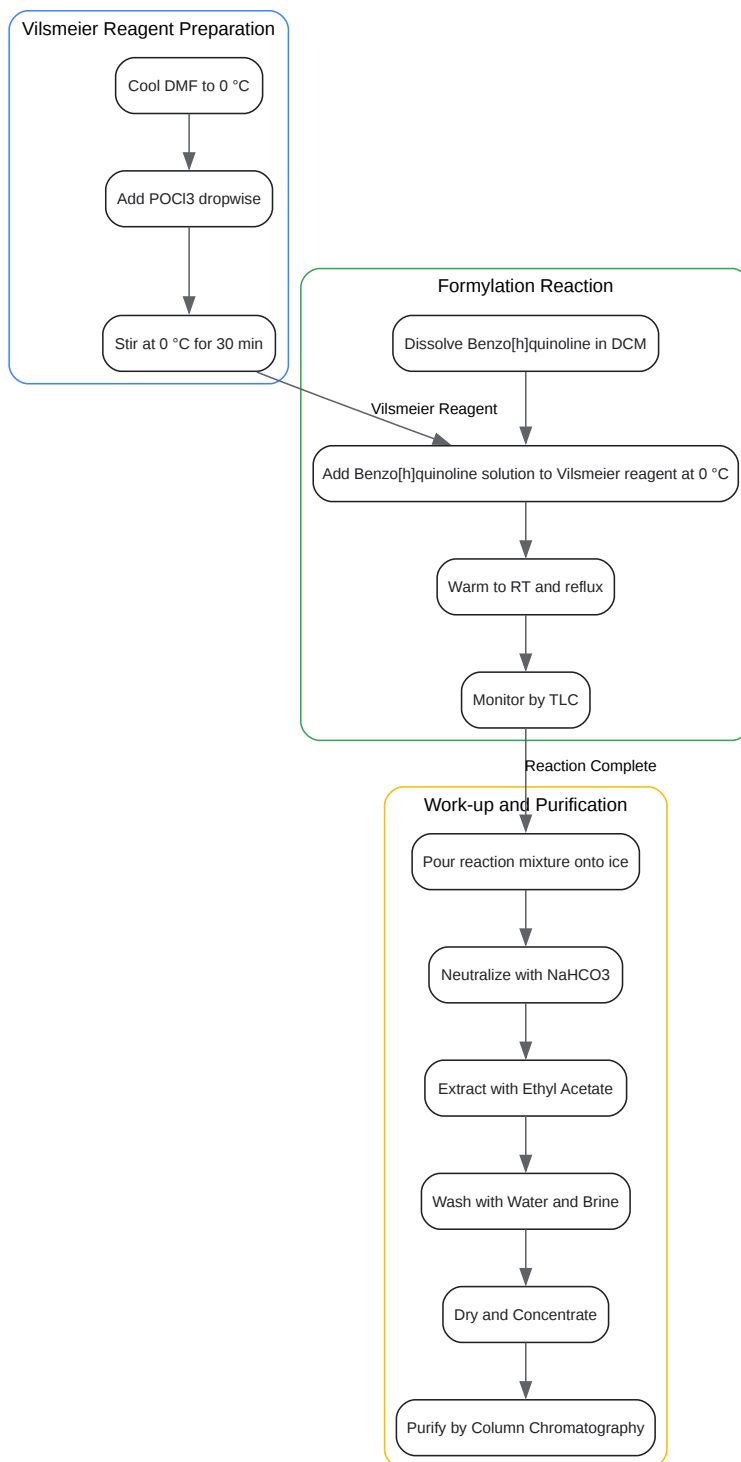 Vilsmeier Reagent Preparation
Cool DMF to 0 °C
Add POCl3 dropwise
Stir at 0 °C for 30 min
Vilsmeier Reagent
Formylation Reaction
Dissolve Benzo[h]quinoline in DCM
Add Benzo[h]quinoline solution to Vilsmeier reagent at 0 °C
Warm to RT and reflux
Monitor by TLC
Reaction Complete
Work-up and Purification
Pour reaction mixture onto ice
Neutralize with NaHCO3
Extract with Ethyl Acetate
Wash with Water and Brine
Dry and Concentrate
Purify by Column Chromatography